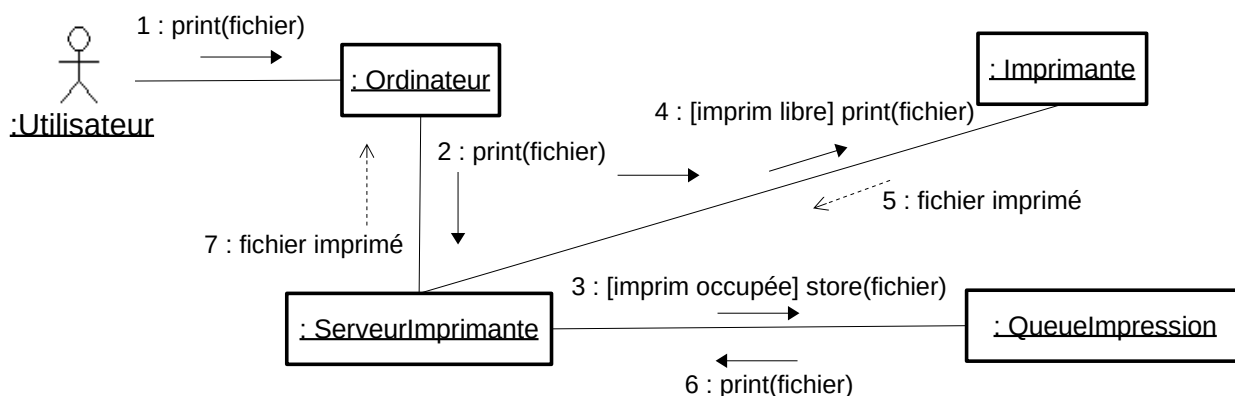 1 : print(fichier)
: Ordinateur
: Imprimante
:Utilisateur
4 : [imprim libre] print(fichier)
2 : print(fichier)
5 : fichier imprimé
7 : fichier imprimé
3 : [imprim occupée] store(fichier)
: ServeurImprimante
: QueueImpression
6 : print(fichier)